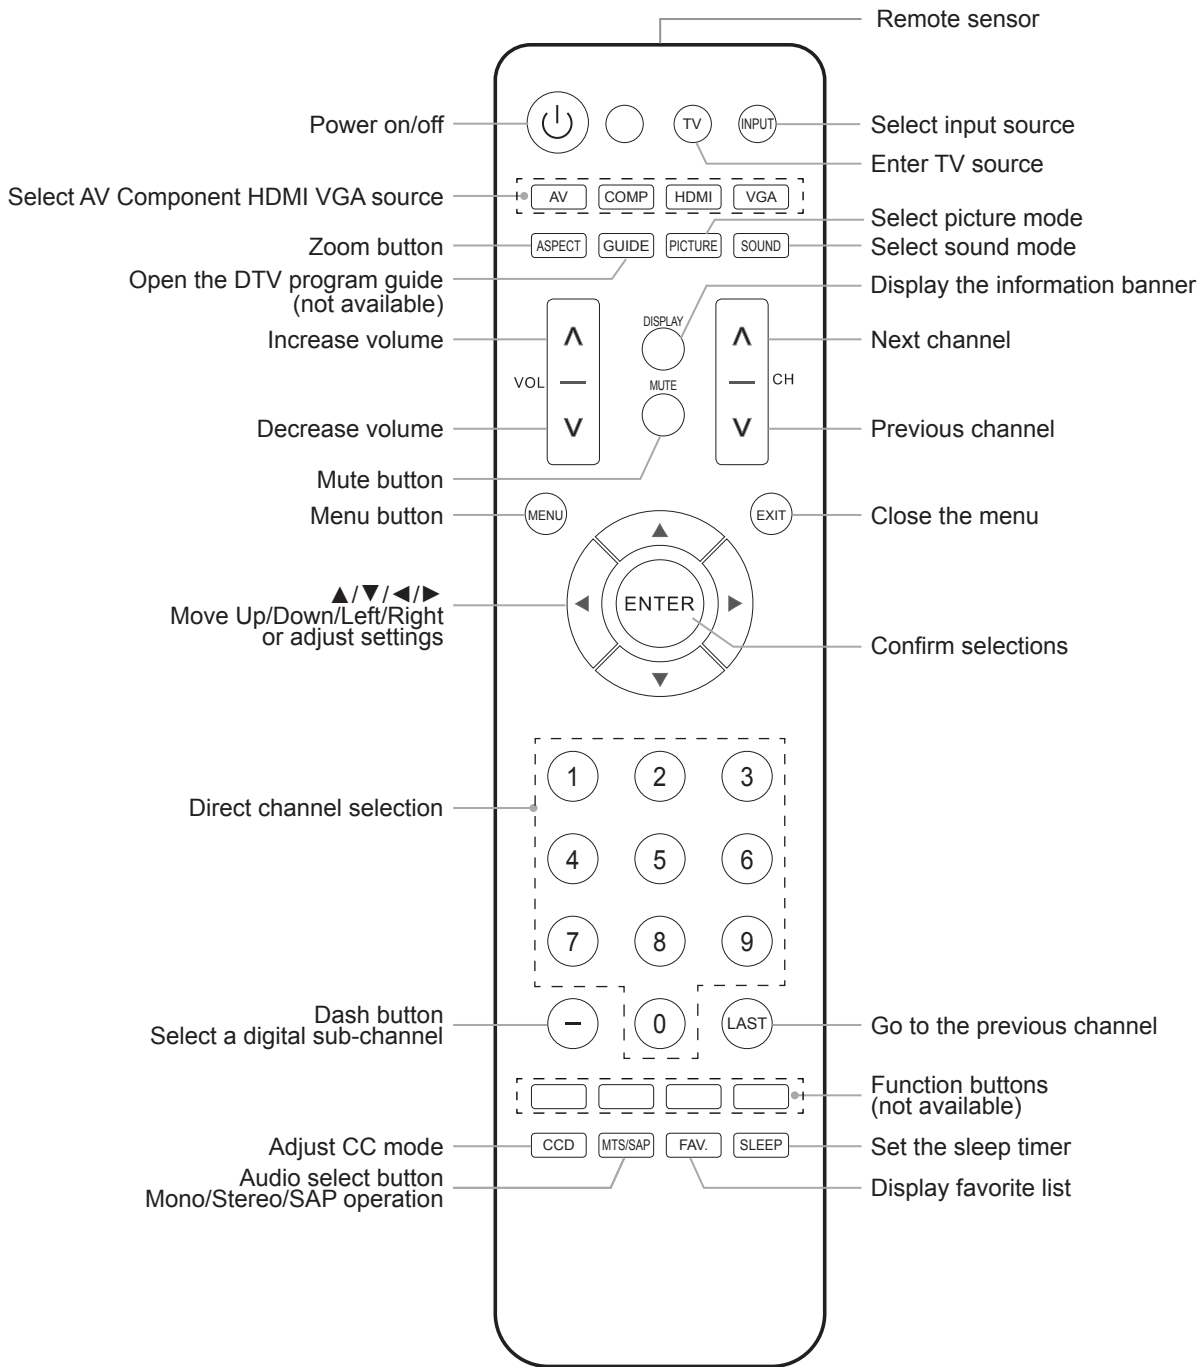 Remote sensor
Power on/off
TV
INPUT
Select input source
Enter TV source
Select AV Component HDMI VGA source
AV
COMP
HDMI
VGA
Select picture mode
Zoom button
ASPECT
GUIDE
PICTURE
SOUND
Select sound mode
Open the DTV program guide
(not available)
Display the information banner
DISPLAY
Increase volume
Next channel
VOL
MUTE
CH
Decrease volume
Previous channel
Mute button
Menu button
MENU
EXIT
Close the menu
▲/▼/◀/▶
Move Up/Down/Left/Right
or adjust settings
ENTER
Confirm selections
1
2
3
Direct channel selection
4
5
6
7
8
9
Dash button
Select a digital sub-channel
–
0
LAST
Go to the previous channel
Function buttons
(not available)
Adjust CC mode
CCD
MTS/SAP
FAV.
SLEEP
Set the sleep timer
Audio select button
Mono/Stereo/SAP operation
Display favorite list